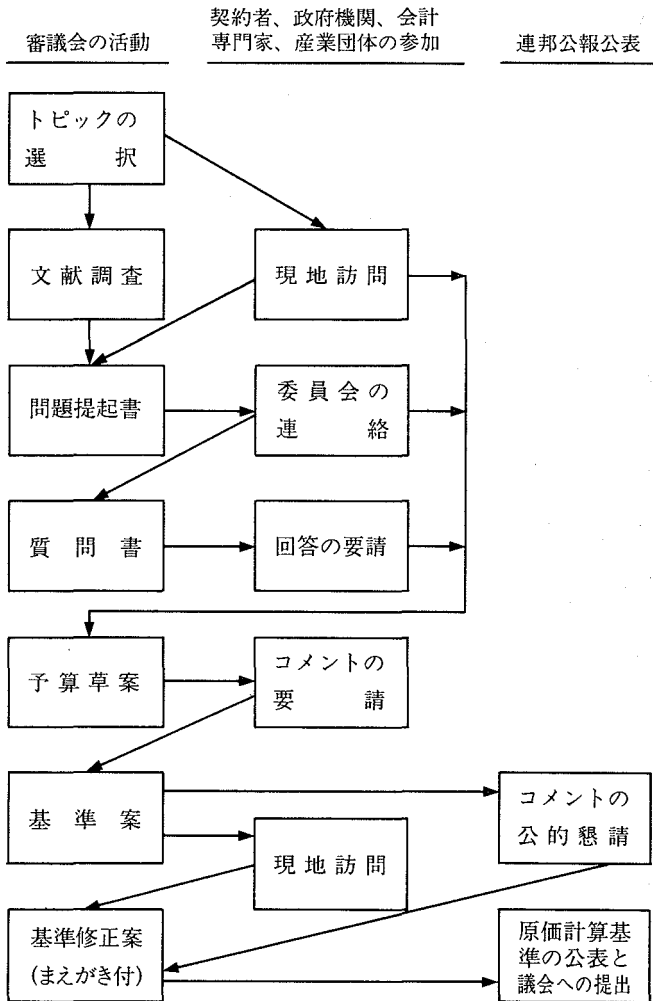 審議会の活動
契約者、政府機関、会計
専門家、産業団体の参加
連邦公報公表
トピックの
選択
文献調査
現地訪問
問題提起書
委員会の
連絡
質問書
回答の要請
予算草案
コメントの
要請
基準案
コメントの
公的懇請
現地訪問
基準修正案
(まえがき付)
原価計算基
準の公表と
議会への提出